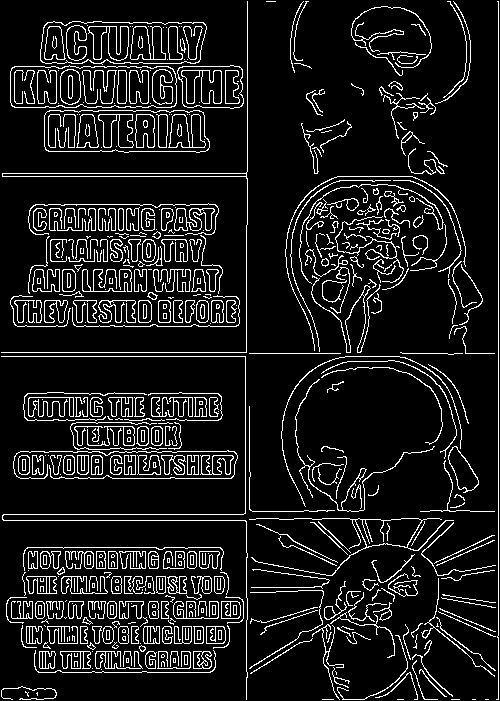 ACTUALLY
KNOWING THE
MATERIAL
CRAMMING PAST
EXAMS TO TRY
AND LEARN WHAT
THEY TESTED BEFORE
FITTING THE ENTIRE
TEXTBOOK
ON YOUR CHEATSHEET
NOT WORRYING ABOUT
THE FINAL BECAUSE YOU
KNOW IT WON'T BE GRADED
IN TIME TO BE INCLUDED
IN THE FINAL GRADES